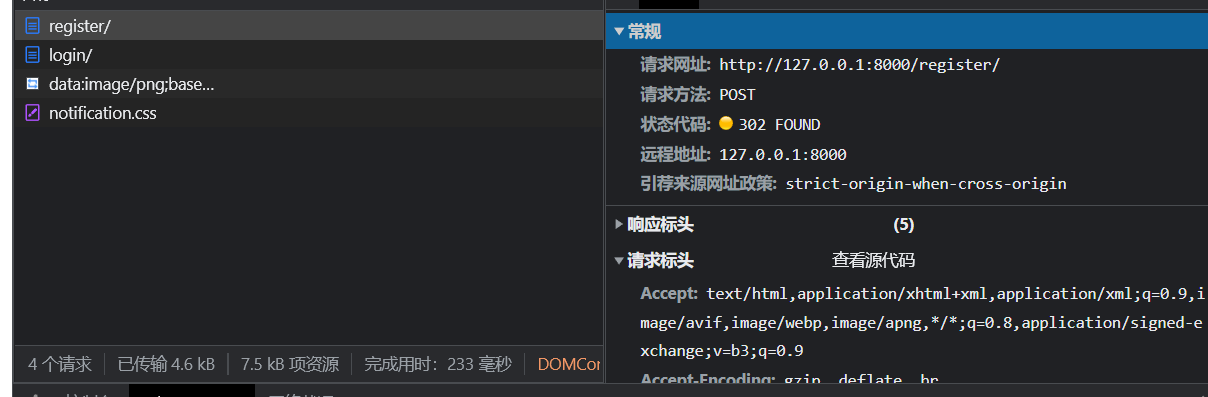 register/
login/
data:image/png;base...
notification.css
4 个请求 已传输 4.6 kB 7.5 kB 项资源 完成用时: 233 毫秒
常规
请求网址: http://127.0.0.1:8000/register/
请求方法: POST
状态代码: 302 FOUND
远程地址: 127.0.0.1:8000
引荐来源网址政策: strict-origin-when-cross-origin
响应标头 (5)
请求标头 查看源代码
Accept: text/html,application/xhtml+xml,application/xml;q=0.9,i
mage/avif,image/webp,image/apng,*/*;q=0.8,application/signed-e
xchange;v=b3;q=0.9
Accept-Encoding: gzip, deflate, br